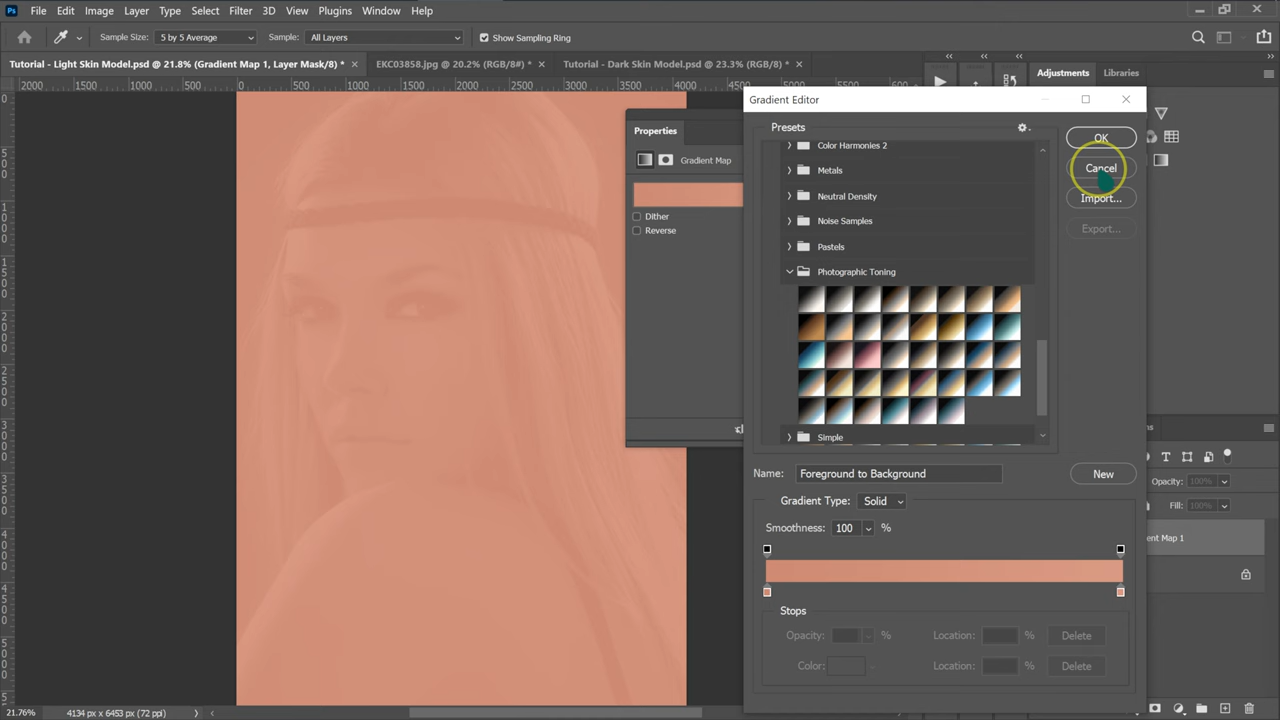 Ps File Edit Image Layer Type Select Filter 3D View Plugins Window Help
Sample Size: 5 by 5 Average Sample: All Layers Show Sampling Ring
Tutorial - Light Skin Model.psd @ 21.8% (Gradient Map 1, Layer Mask/8) * × EKC03858.jpg @ 20.2% (RGB/8#) * × Tutorial - Dark Skin Model.psd @ 23.3% (RGB/8) * ×
Adjustments Libraries
2000 1500 1000 500 0 500 1000 1500 2000 2500 3000 3500 4000 4500 5000 5500
Gradient Editor
Properties
Gradient Map
Dither
Reverse
Presets
Color Harmonies 2
Metals
Neutral Density
Noise Samples
Pastels
Photographic Toning
Simple
OK
Cancel
Import...
Export...
Name: Foreground to Background New
Gradient Type: Solid
Smoothness: 100 %
Stops
Opacity: % Location: % Delete
Color: Location: % Delete
Opacity: 100%
Fill: 100%
ent Map 1
21.76% 4134 px x 6453 px (72 ppi)